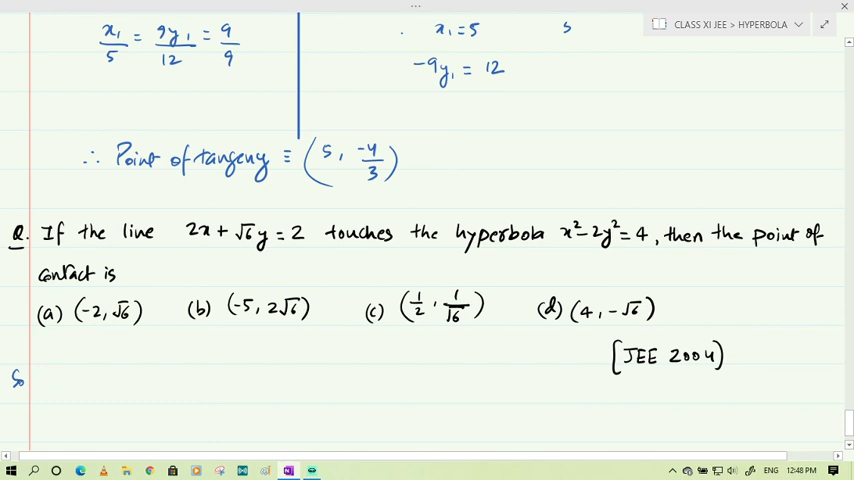 CLASS XI JEE > HYPERBOLA
x₁/5 = 9y₁/12 = 9/9
x₁ = 5
-9y₁ = 12
∴ Point of tangeny ≡ (5, -4/3)
Q. If the line 2x + √6y = 2 touches the hyperbola x² - 2y² = 4, then the point of
contact is
(a) (-2, √6) (b) (-5, 2√6) (c) (1/2, 1/√6) (d) (4, -√6)
[JEE 2004)
So
ENG 12:48 PM